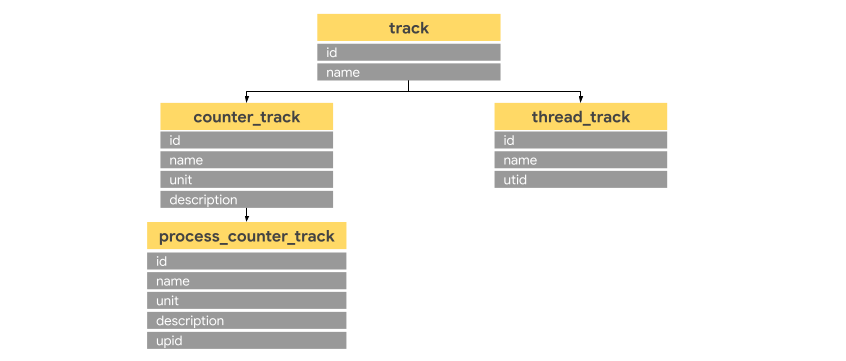 track
id
name
counter_track
id
name
unit
description
thread_track
id
name
utid
process_counter_track
id
name
unit
description
upid